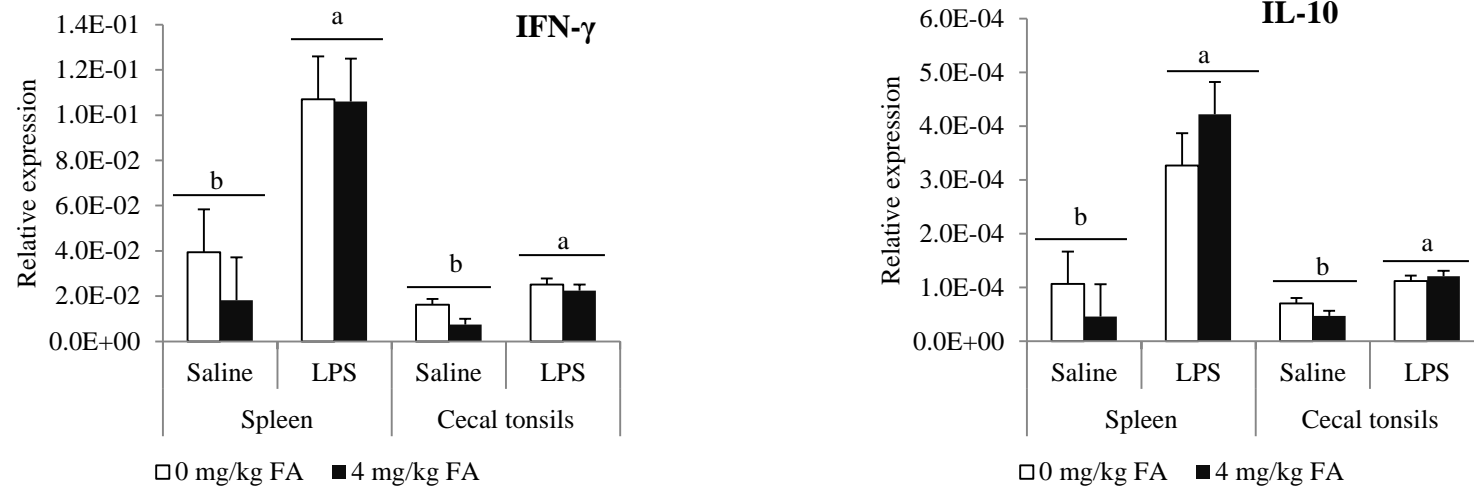 IFN-γ
Relative expression
1.4E-01
1.2E-01
1.0E-01
8.0E-02
6.0E-02
4.0E-02
2.0E-02
0.0E+00
b
a
b
a
Saline LPS Saline LPS
Spleen Cecal tonsils
0 mg/kg FA 4 mg/kg FA
IL-10
Relative expression
6.0E-04
5.0E-04
4.0E-04
3.0E-04
2.0E-04
1.0E-04
0.0E+00
b
a
b
a
Saline LPS Saline LPS
Spleen Cecal tonsils
0 mg/kg FA 4 mg/kg FA